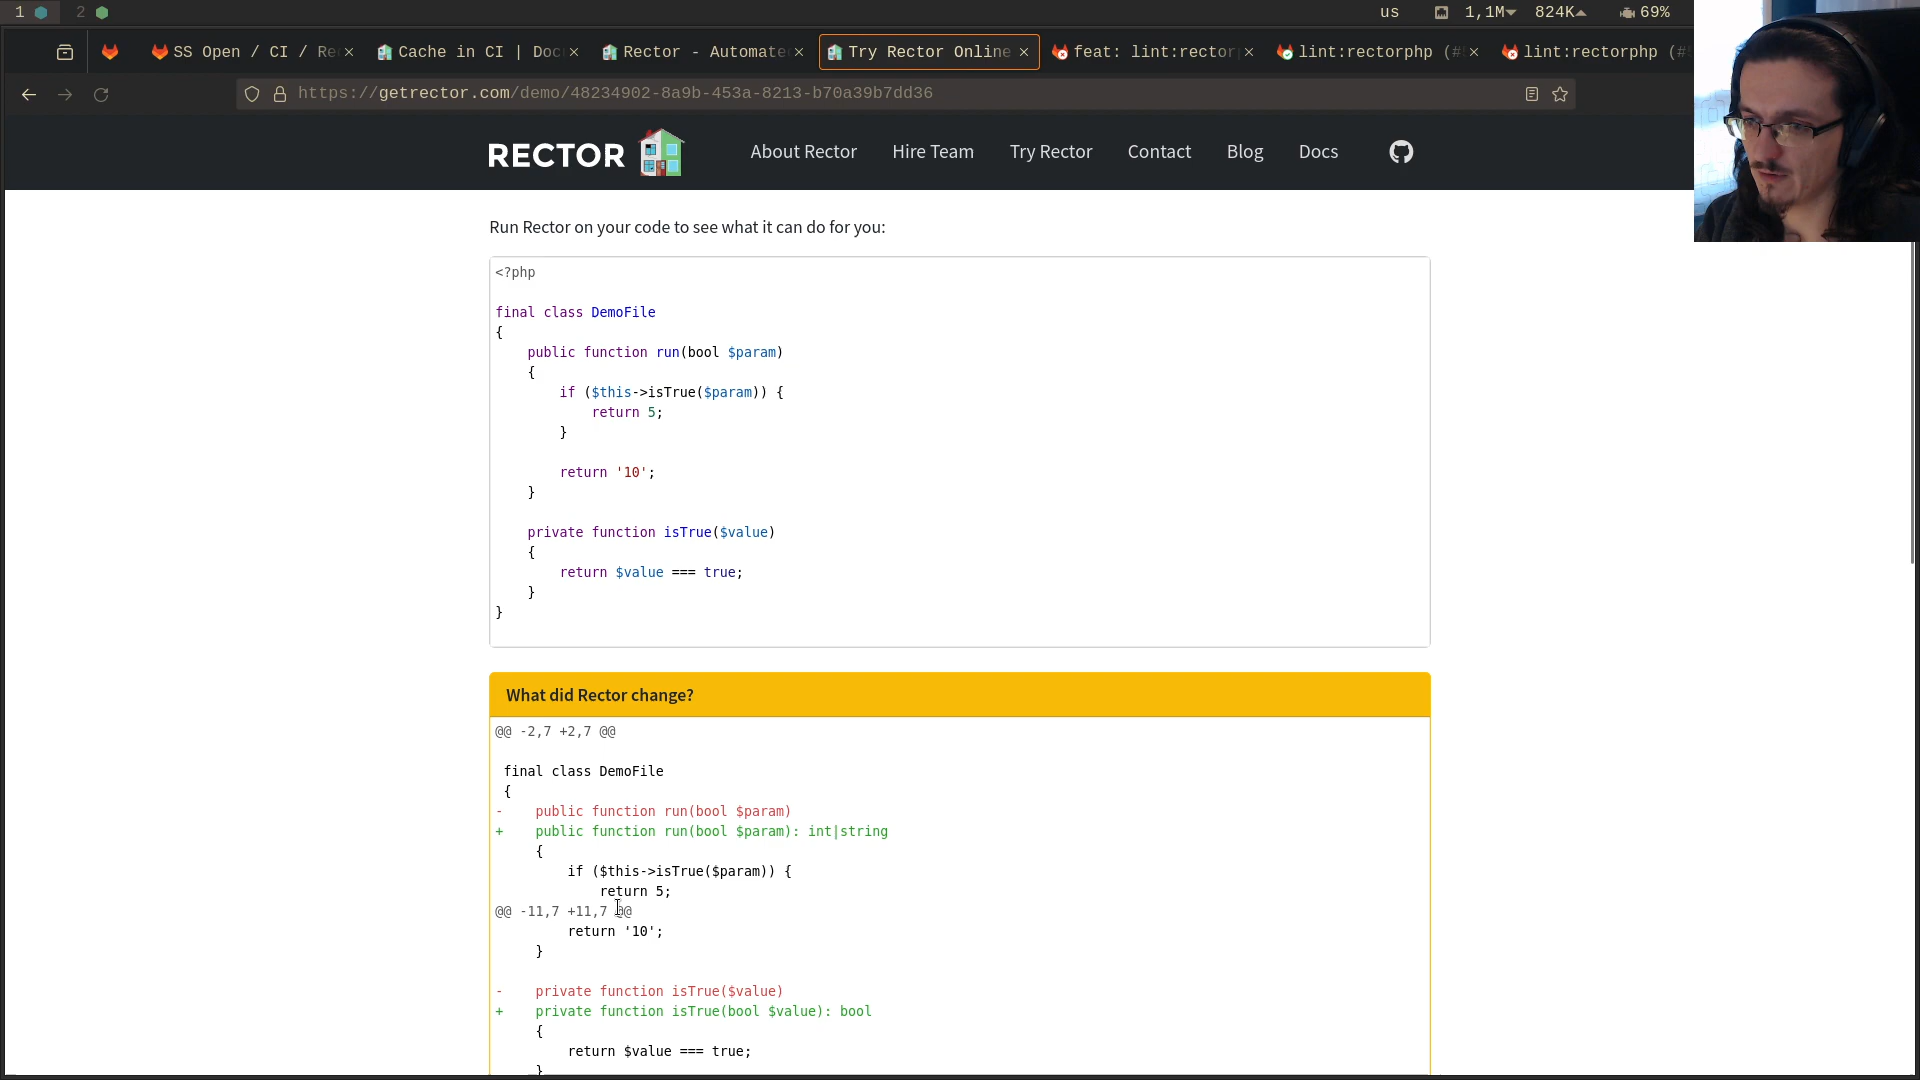 1 2 us 1,1M 824K 69%
SS Open / CI / Re Cache in CI | Doc Rector - Automate Try Rector Online feat: lint:rector lint:rectorphp (# lint:rectorphp (#
https://getrector.com/demo/48234902-8a9b-453a-8213-b70a39b7dd36
RECTOR About Rector Hire Team Try Rector Contact Blog Docs
Run Rector on your code to see what it can do for you:
<?php
final class DemoFile
{
    public function run(bool $param)
    {
        if ($this->isTrue($param)) {
            return 5;
        }
        return '10';
    }
    private function isTrue($value)
    {
        return $value === true;
    }
}
What did Rector change?
@@ -2,7 +2,7 @@
 final class DemoFile
 {
-    public function run(bool $param)
+    public function run(bool $param): int|string
     {
         if ($this->isTrue($param)) {
             return 5;
@@ -11,7 +11,7 @@
         return '10';
     }
-    private function isTrue($value)
+    private function isTrue(bool $value): bool
     {
         return $value === true;
     }